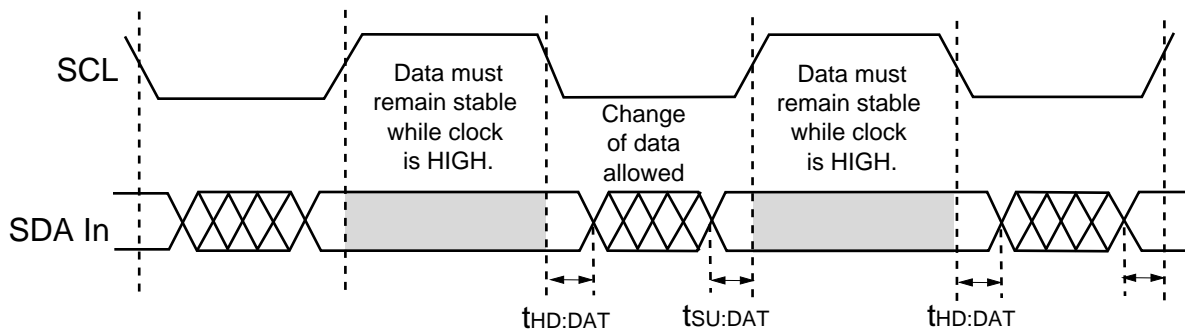 SCL
Data must
remain stable
while clock
is HIGH.
Change
of data
allowed
Data must
remain stable
while clock
is HIGH.
SDA In
tHD:DAT
tSU:DAT
tHD:DAT